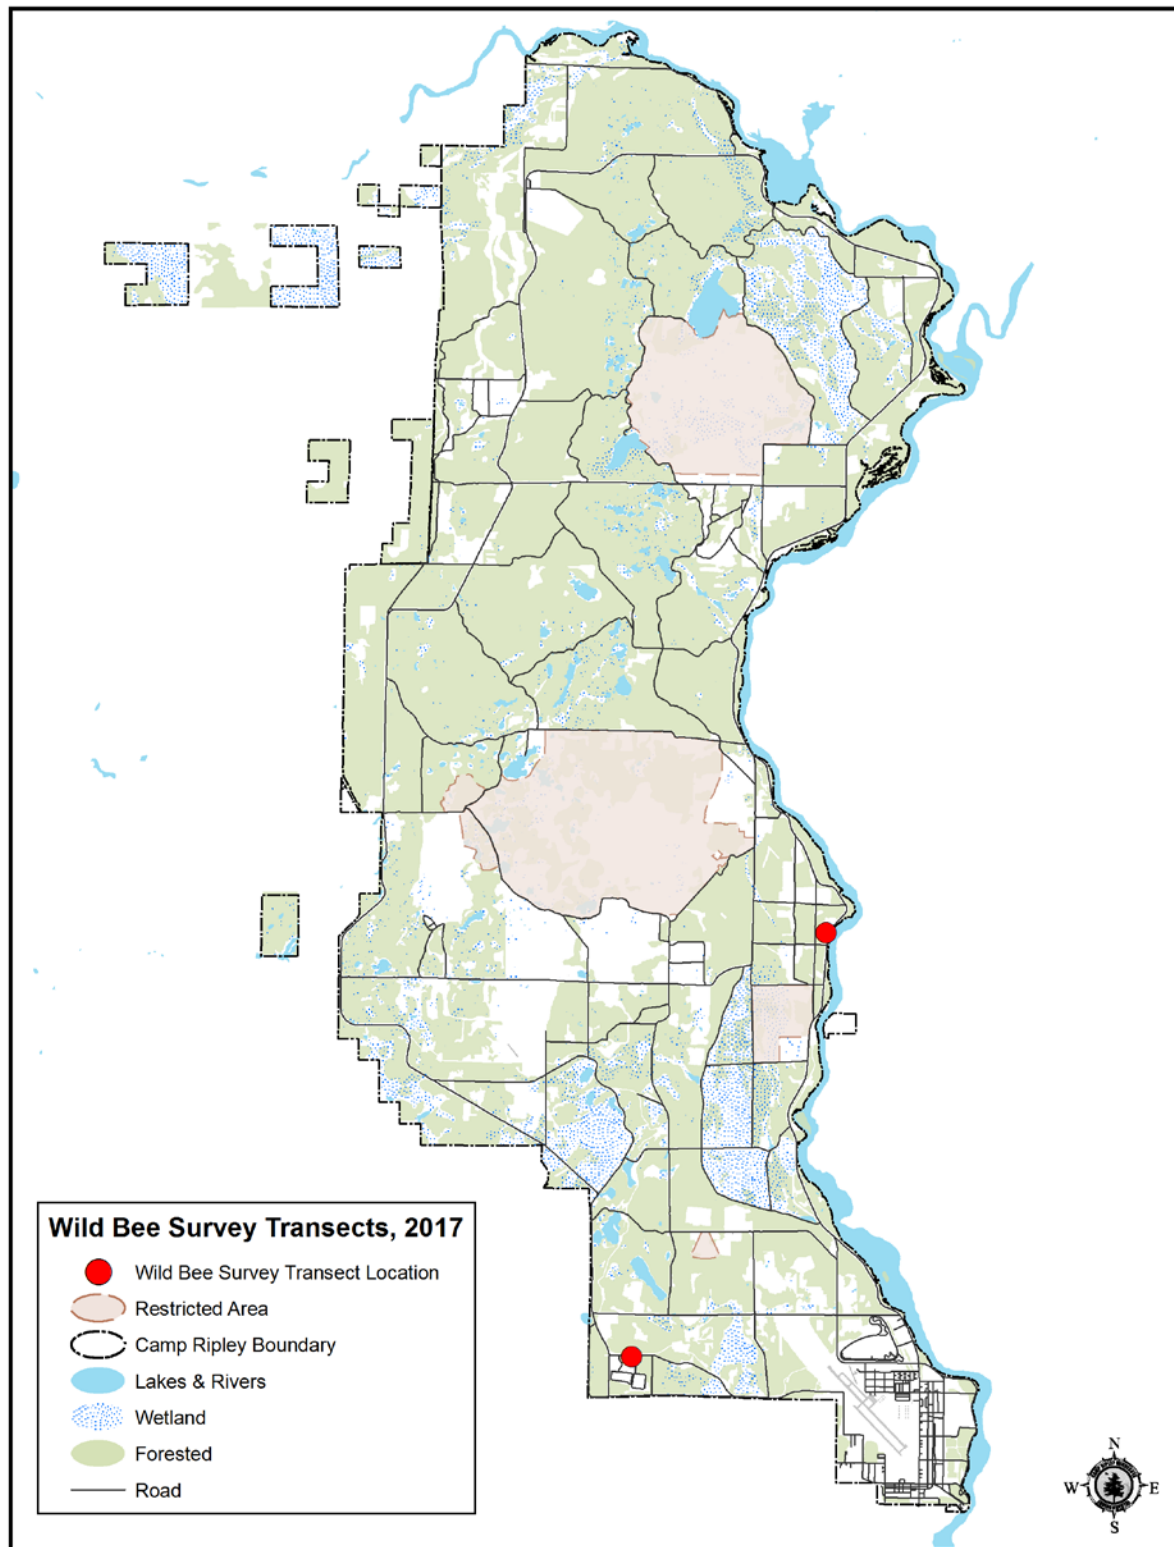 Wild Bee Survey Transects, 2017
Wild Bee Survey Transect Location
Restricted Area
Camp Ripley Boundary
Lakes & Rivers
Wetland
Forested
Road
N
W E
S